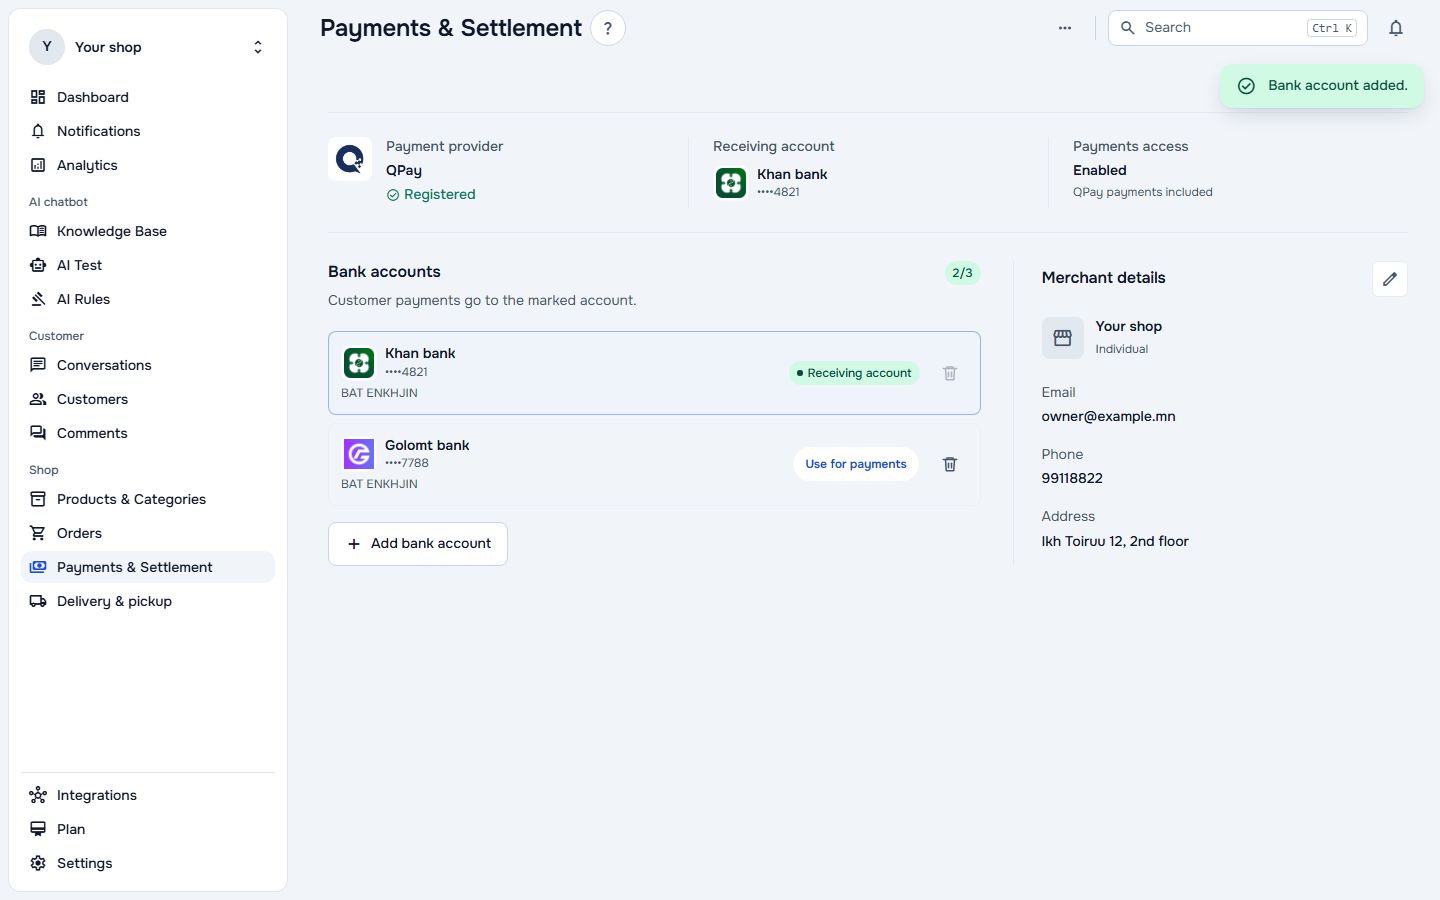 Y
Your shop
Dashboard
Notifications
Analytics
AI chatbot
Knowledge Base
AI Test
AI Rules
Customer
Conversations
Customers
Comments
Shop
Products & Categories
Orders
Payments & Settlement
Delivery & pickup
Integrations
Plan
Settings
Payments & Settlement
?
Search
Ctrl K
Bank account added.
Payment provider
QPay
Registered
Receiving account
Khan bank
••••4821
Payments access
Enabled
QPay payments included
Bank accounts
2/3
Customer payments go to the marked account.
Khan bank
••••4821
BAT ENKHJIN
Receiving account
Golomt bank
••••7788
BAT ENKHJIN
Use for payments
Add bank account
Merchant details
Your shop
Individual
Email
owner@example.mn
Phone
99118822
Address
Ikh Toiruu 12, 2nd floor